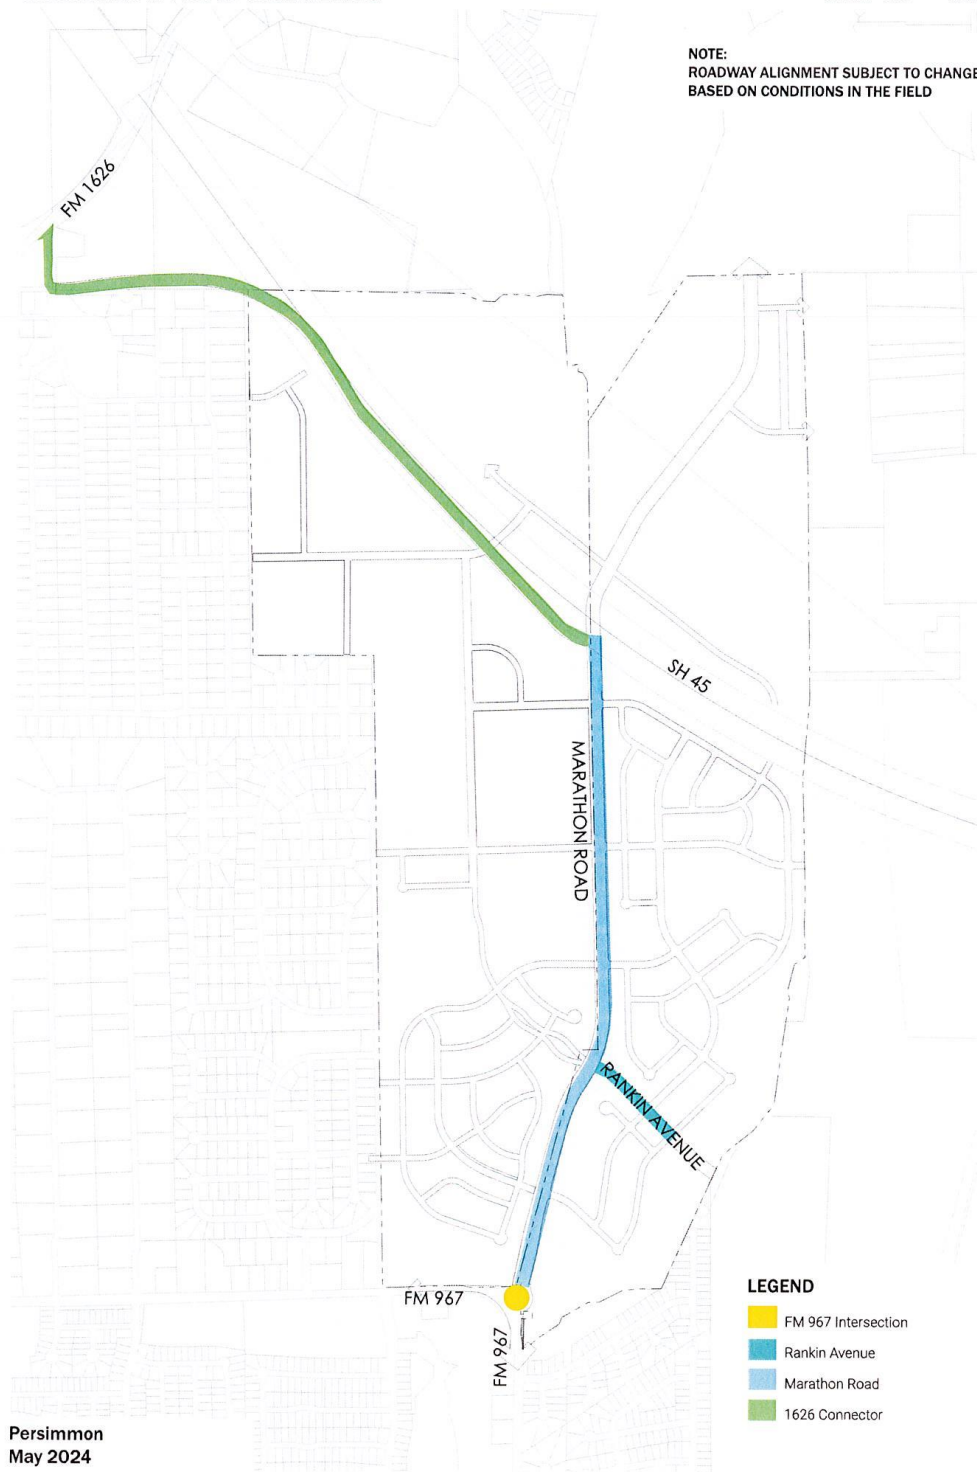 NOTE:
ROADWAY ALIGNMENT SUBJECT TO CHANGE
BASED ON CONDITIONS IN THE FIELD
FM 1626
SH 45
MARATHON ROAD
RANKIN AVENUE
FM 967
FM 967
LEGEND
FM 967 Intersection
Rankin Avenue
Marathon Road
1626 Connector
Persimmon
May 2024